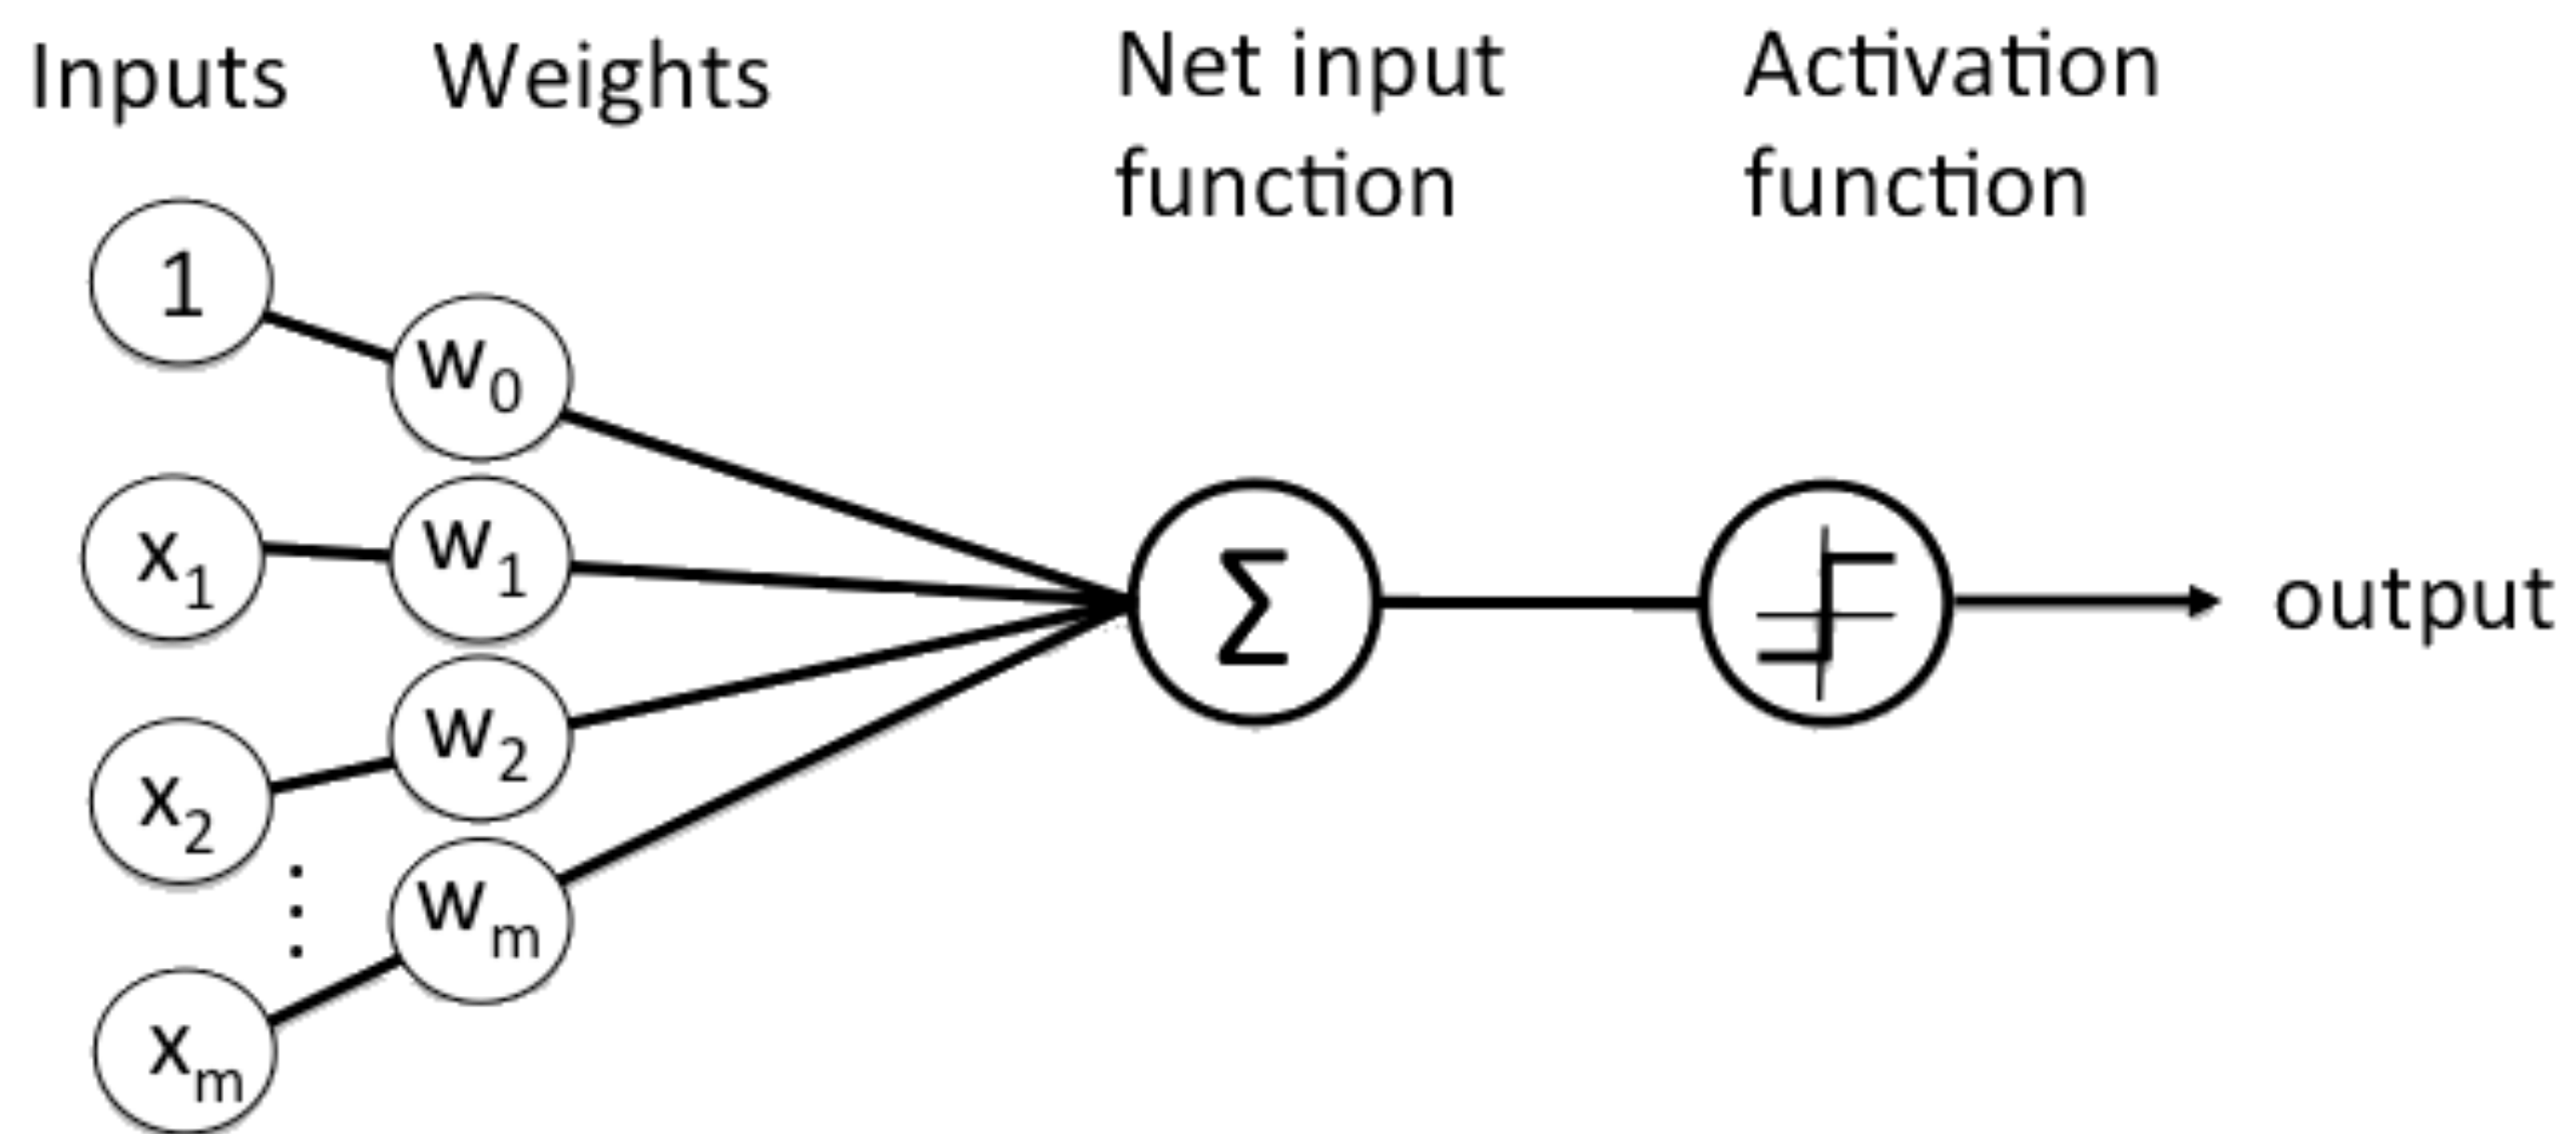 Inputs
Weights
Net input
function
Activation
function
1
w0
x1
w1
x2
w2
⋮
xm
wm
Σ
output